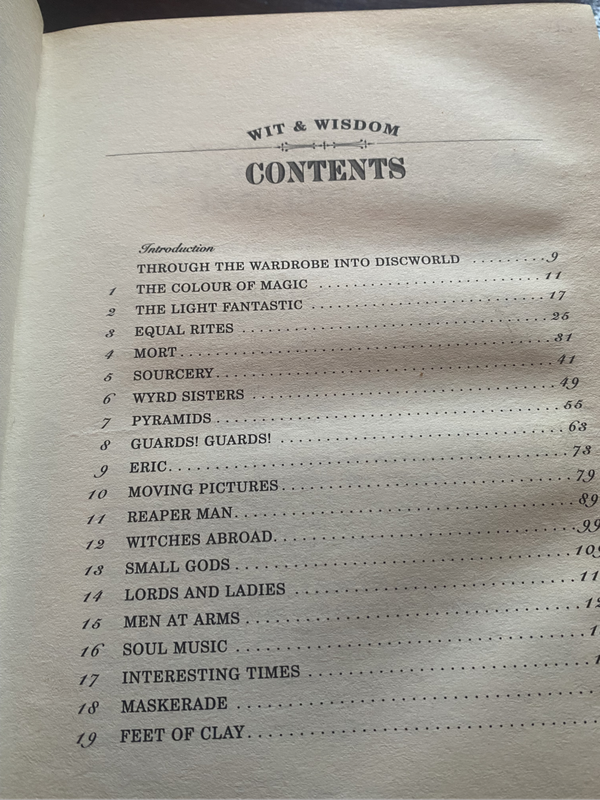 WIT & WISDOM
CONTENTS
Introduction
THROUGH THE WARDROBE INTO DISCWORLD .........9
1 THE COLOUR OF MAGIC ..............................11
2 THE LIGHT FANTASTIC ..............................17
3 EQUAL RITES ..............................25
4 MORT..............................31
5 SOURCERY..............................41
6 WYRD SISTERS ..............................49
7 PYRAMIDS..............................55
8 GUARDS! GUARDS! ..............................63
9 ERIC..............................73
10 MOVING PICTURES..............................79
11 REAPER MAN..............................89
12 WITCHES ABROAD..............................99
13 SMALL GODS ..............................
14 LORDS AND LADIES ..............................
15 MEN AT ARMS ..............................
16 SOUL MUSIC ..............................
17 INTERESTING TIMES ..............................
18 MASKERADE ..............................
19 FEET OF CLAY..............................